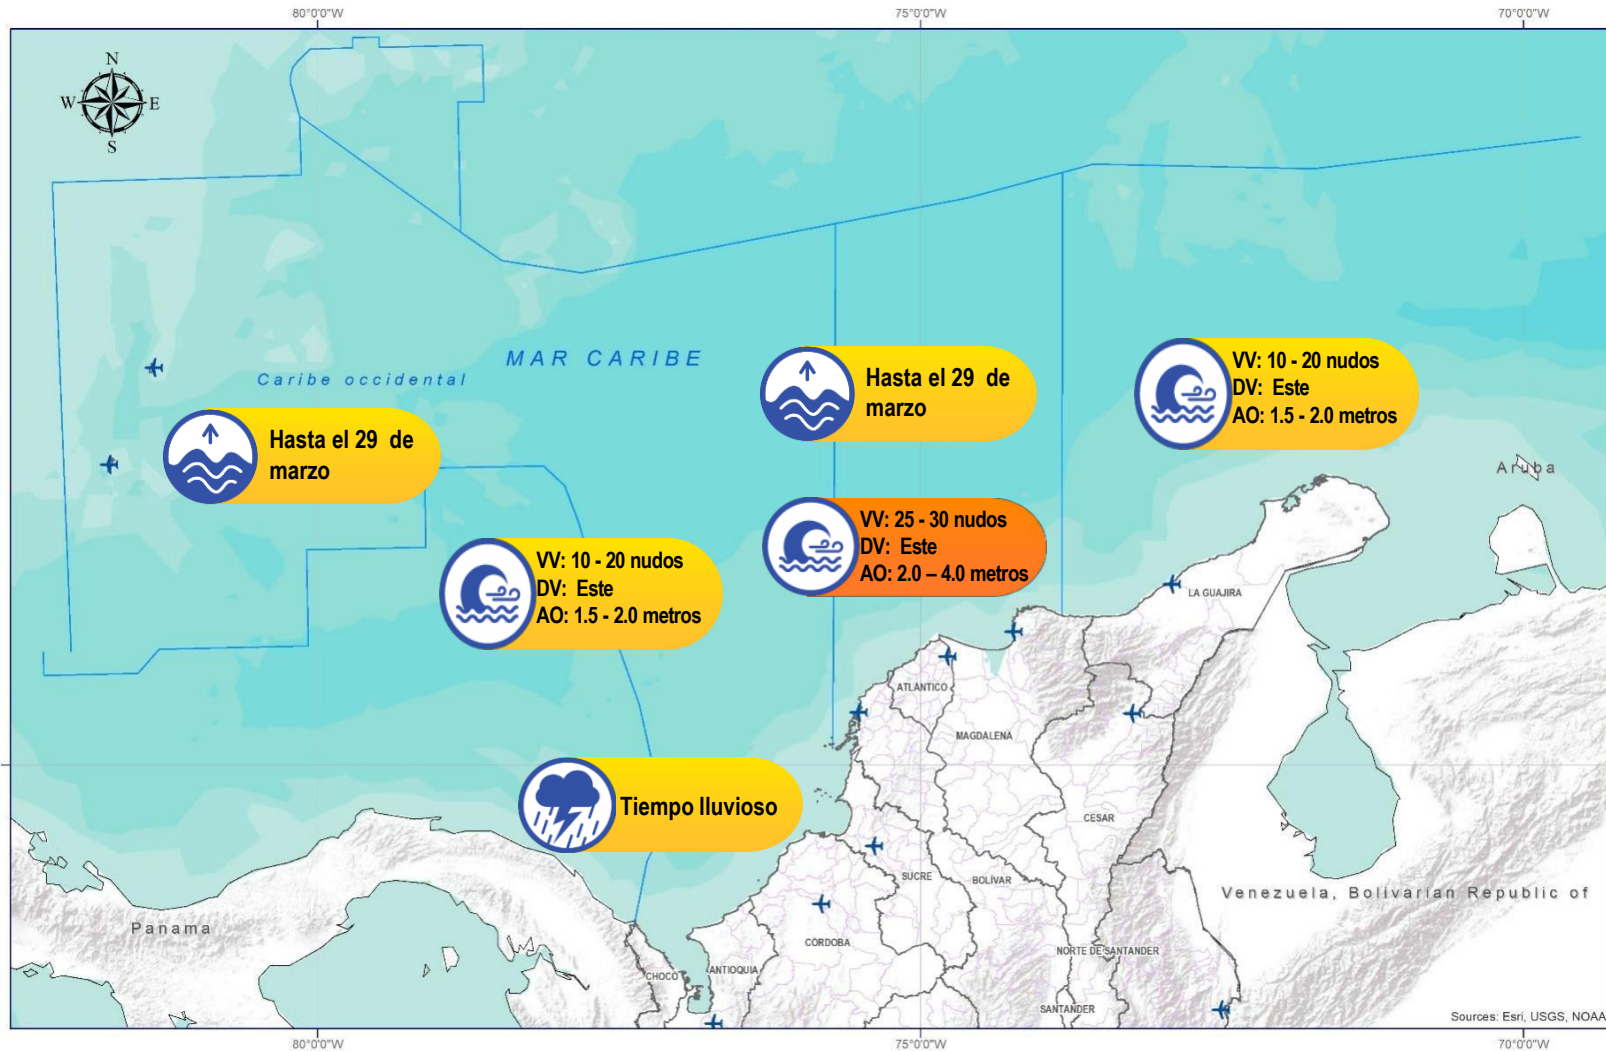 80°0'0"W
75°0'0"W
70°0'0"W
N
W
E
S
MAR CARIBE
Caribe occidental
Hasta el 29 de
marzo
Hasta el 29 de
marzo
VV: 10 - 20 nudos
DV: Este
AO: 1.5 - 2.0 metros
Aruba
VV: 25 - 30 nudos
DV: Este
AO: 2.0 – 4.0 metros
VV: 10 - 20 nudos
DV: Este
AO: 1.5 - 2.0 metros
LA GUAJIRA
ATLÁNTICO
MAGDALENA
Tiempo lluvioso
CESAR
SUCRE
BOLÍVAR
Venezuela, Bolivarian Republic of
Panama
CÓRDOBA
NORTE DE SANTANDER
CHOCÓ
ANTIOQUIA
SANTANDER
Sources: Esri, USGS, NOAA
80°0'0"W
75°0'0"W
70°0'0"W